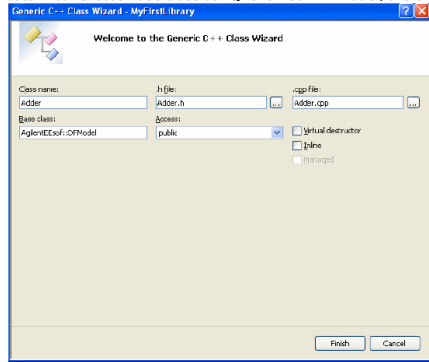 Generic C++ Class Wizard - MyFirstLibrary
Welcome to the Generic C++ Class Wizard
Class name:
.h file:
.cpp file:
Adder
Adder.h
...
Adder.cpp
...
Base class:
Access:
AgilentEEsof::DFModel
public
Virtual destructor
Inline
Managed
Finish
Cancel